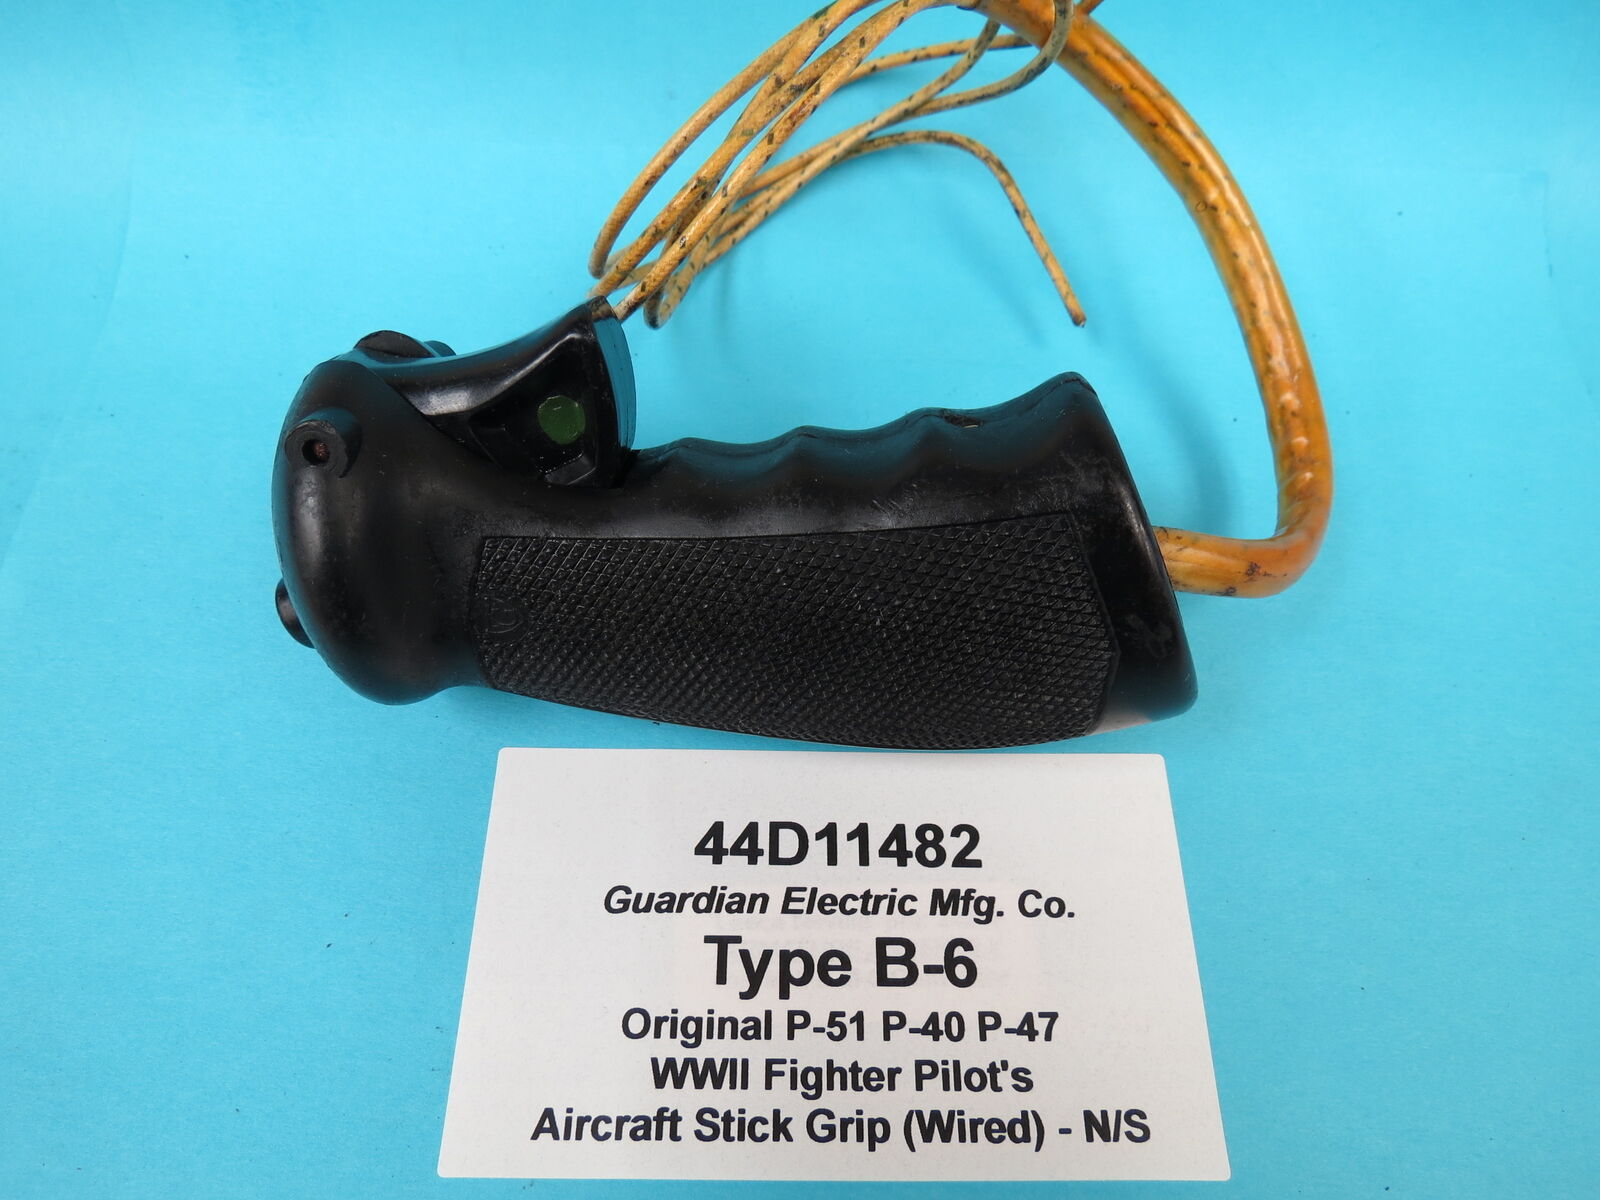 44D11482
Guardian Electric Mfg. Co.
Type B-6
Original P-51 P-40 P-47
WWII Fighter Pilot's
Aircraft Stick Grip (Wired) - N/S